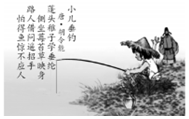 小儿垂钓
唐·胡令能
蓬头稚子学垂纶
侧坐莓苔草映身
路人借问遥招手
怕得鱼惊不应人